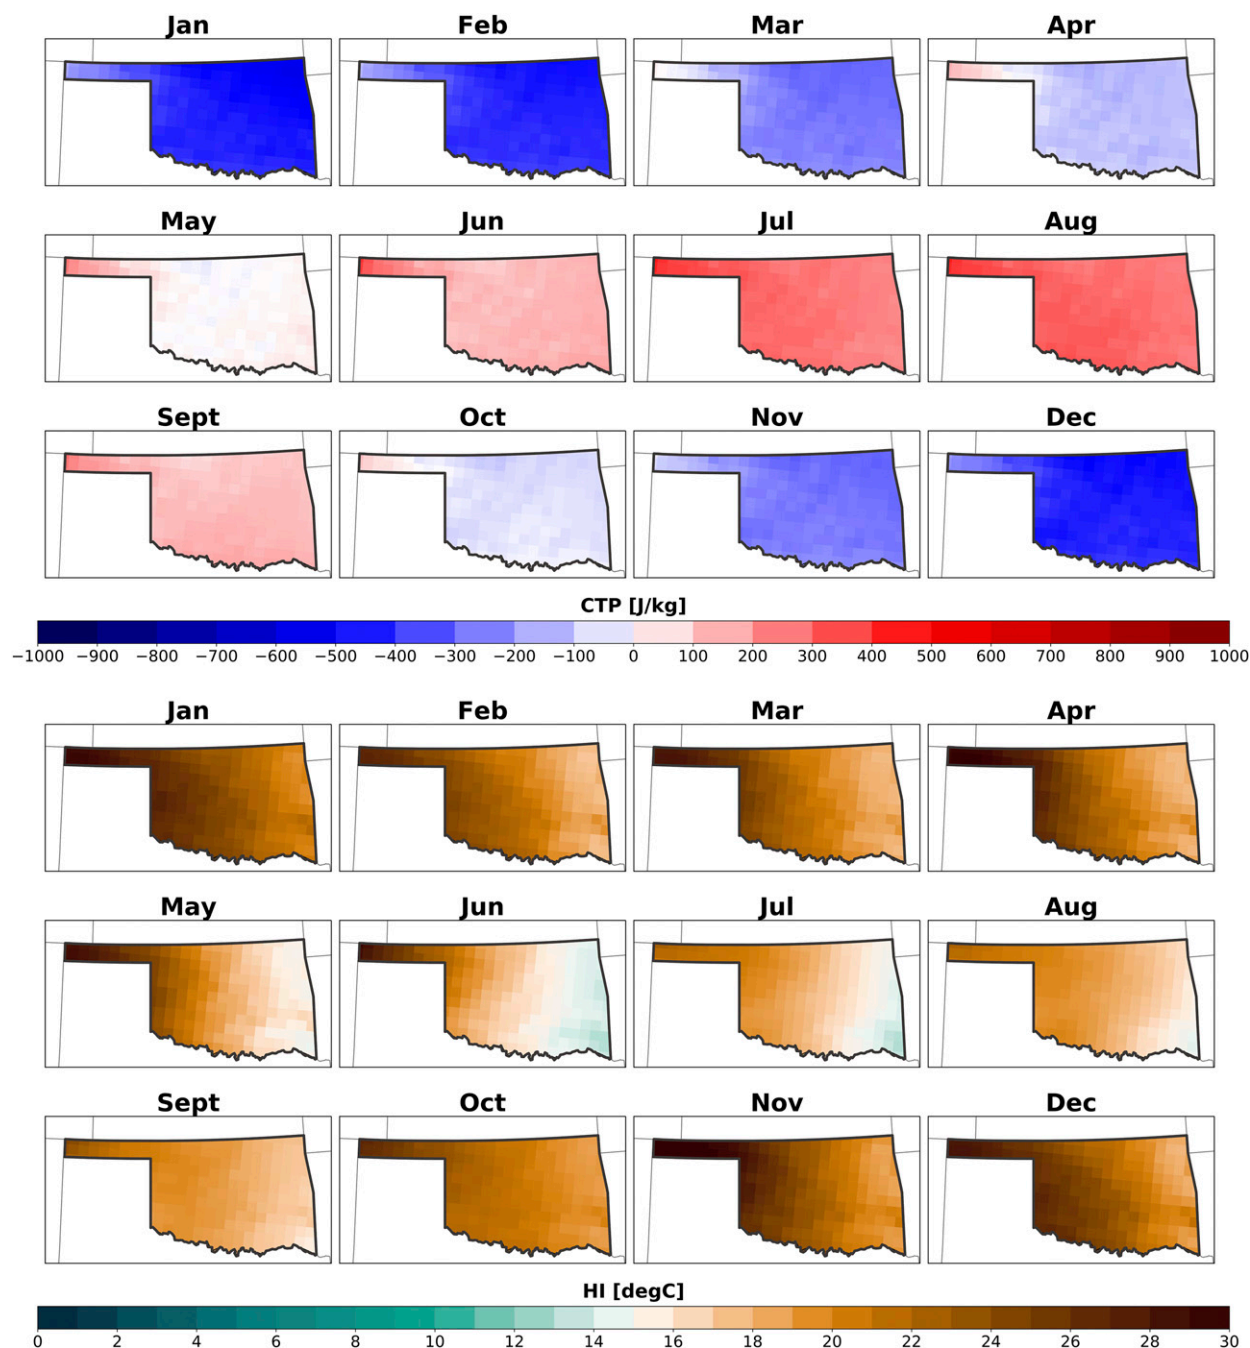 Jan Feb Mar Apr
May Jun Jul Aug
Sept Oct Nov Dec
CTP [J/kg]
−1000 −900 −800 −700 −600 −500 −400 −300 −200 −100 0 100 200 300 400 500 600 700 800 900 1000
Jan Feb Mar Apr
May Jun Jul Aug
Sept Oct Nov Dec
HI [degC]
0 2 4 6 8 10 12 14 16 18 20 22 24 26 28 30